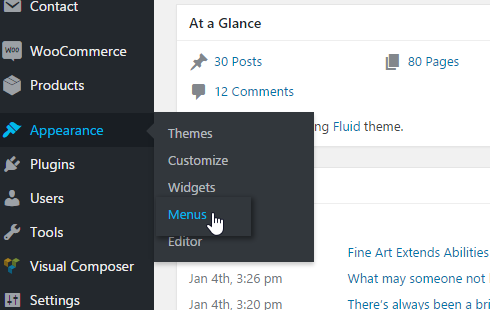 Contact
WooCommerce
Products
Appearance
Plugins
Users
Tools
Visual Composer
Settings
Themes
Customize
Widgets
Menus
Editor
At a Glance
30 Posts 80 Pages
12 Comments
ng Fluid theme.
Fine Art Extends Abilities
Jan 4th, 3:26 pm What may someone not
Jan 4th, 3:20 pm There's always been a bri